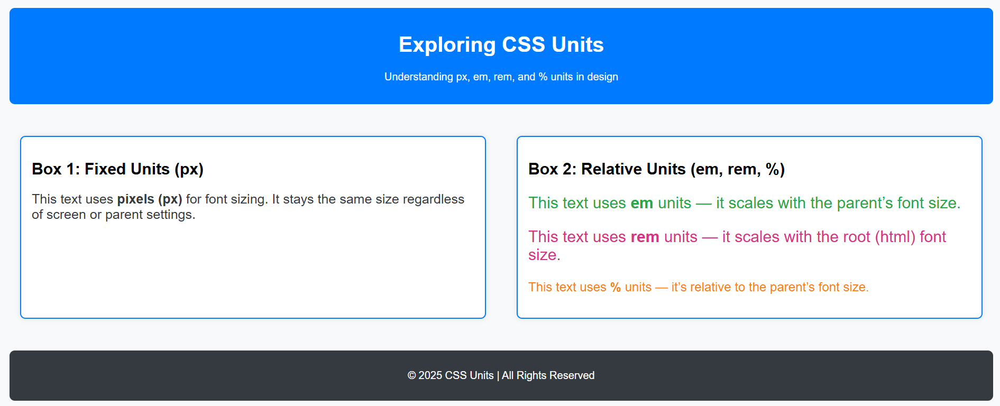 Exploring CSS Units
Understanding px, em, rem, and % units in design
Box 1: Fixed Units (px)
This text uses pixels (px) for font sizing. It stays the same size regardless
of screen or parent settings.
Box 2: Relative Units (em, rem, %)
This text uses em units — it scales with the parent’s font size.
This text uses rem units — it scales with the root (html) font
size.
This text uses % units — it’s relative to the parent’s font size.
© 2025 CSS Units | All Rights Reserved